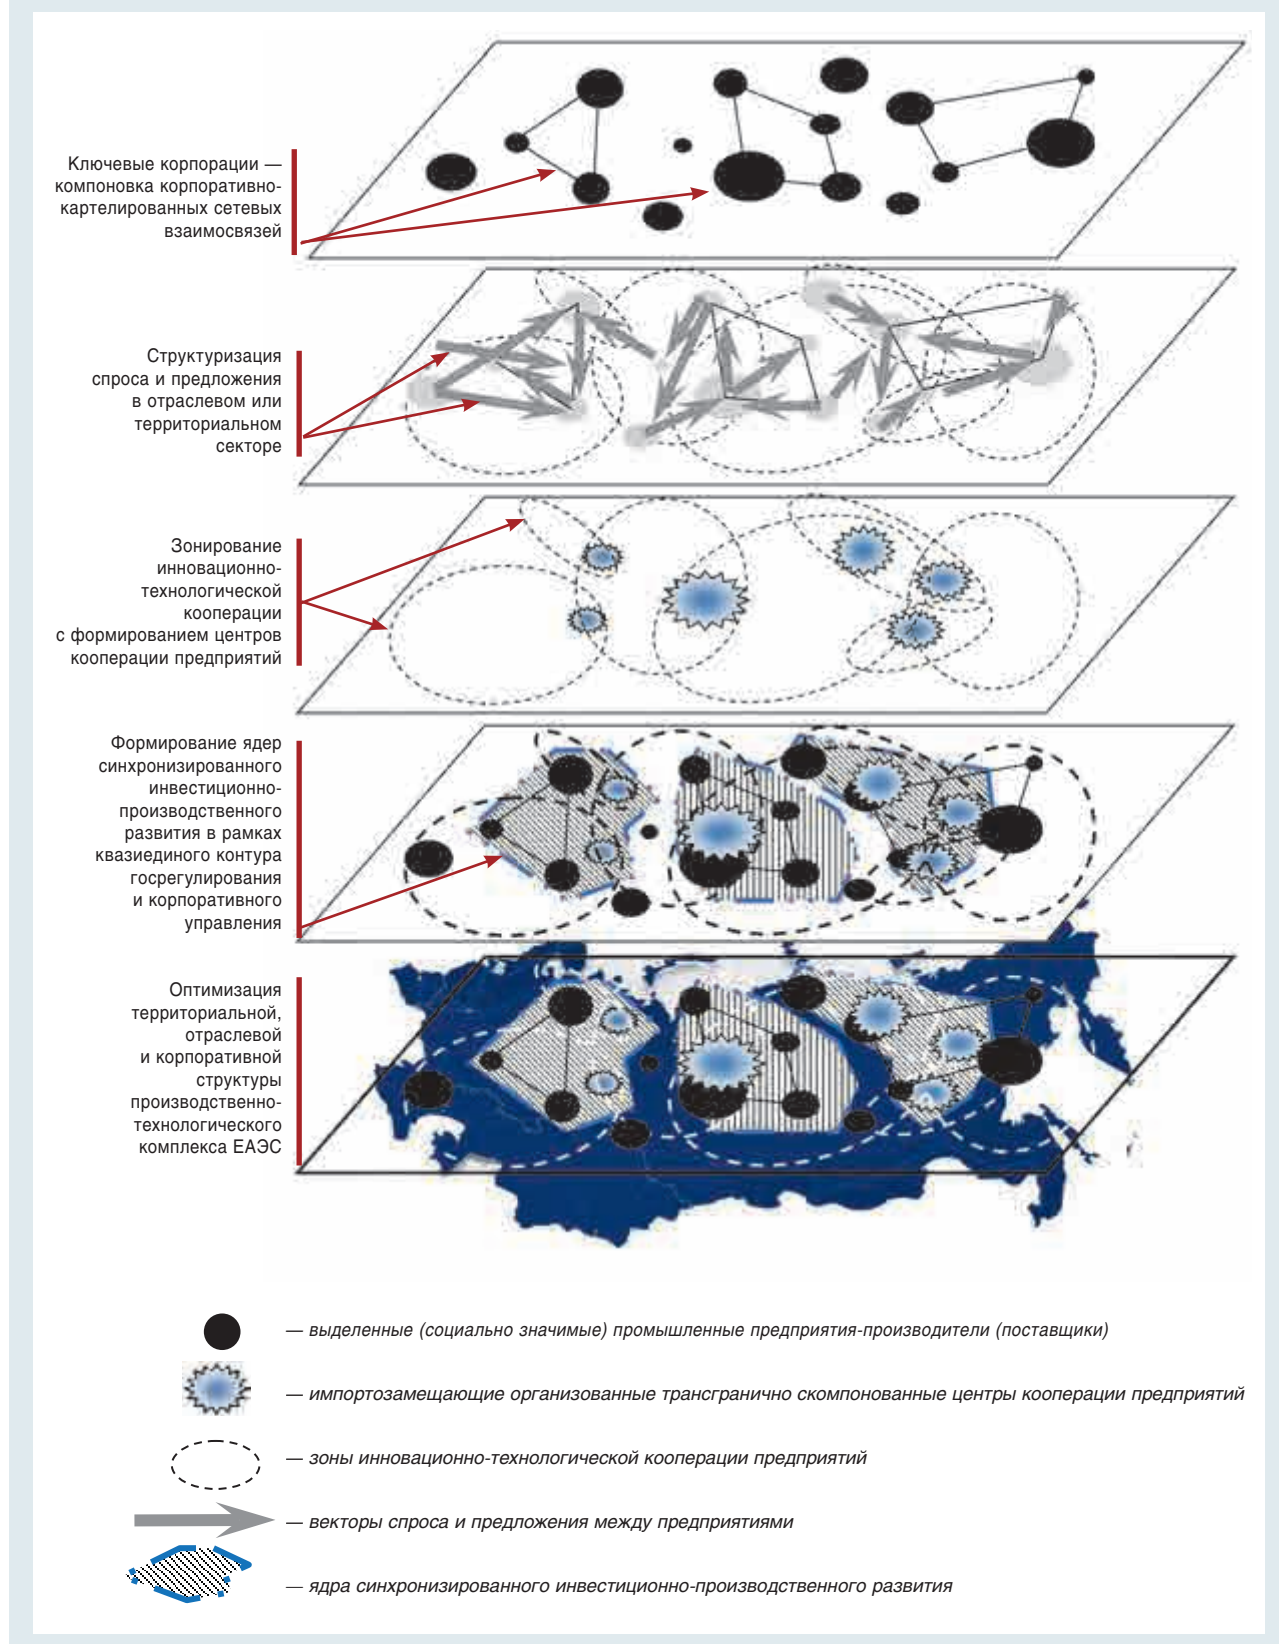 Ключевые корпорации —
компоновка корпоративно-
картелированных сетевых
взаимосвязей
Структуризация
спроса и предложения
в отраслевом или
территориальном
секторе
Зонирование
инновационно-
технологической
кооперации
с формированием центров
кооперации предприятий
Формирование ядер
синхронизированного
инвестиционно-
производственного
развития в рамках
квазиединого контура
госрегулирования
и корпоративного
управления
Оптимизация
территориальной,
отраслевой
и корпоративной
структуры
производственно-
технологического
комплекса ЕАЭС
— выделенные (социально значимые) промышленные предприятия-производители (поставщики)
— импортозамещающие организованные трансгранично скомпонованные центры кооперации предприятий
— зоны инновационно-технологической кооперации предприятий
— векторы спроса и предложения между предприятиями
— ядра синхронизированного инвестиционно-производственного развития